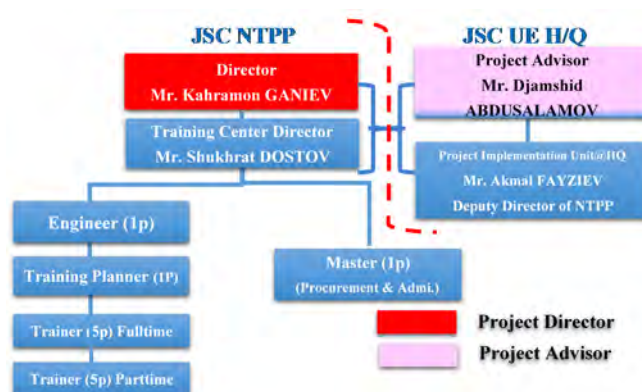 JSC NTPP
Director
Mr. Kahramon GANIEV
Training Center Director
Mr. Shukhrat DOSTOV
Engineer (1p)
Training Planner (1P)
Trainer (5p) Fulltime
Trainer (5p) Parttime
Master (1p)
(Procurement & Admi.)
JSC UE H/Q
Project Advisor
Mr. Djamshid
ABDUSALAMOV
Project Implementation Unit@HQ
Mr. Akmal FAYZIEV
Deputy Director of NTPP
Project Director
Project Advisor